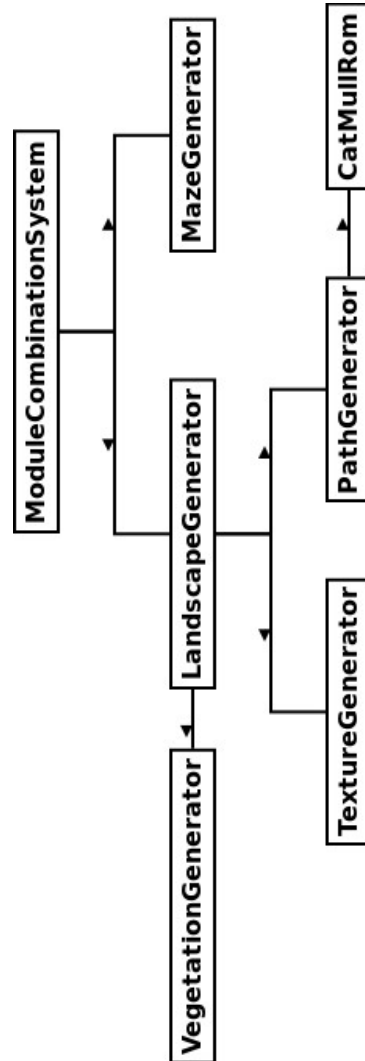 ModuleCombinationSystem
VegetationGenerator
LandscapeGenerator
MazeGenerator
TextureGenerator
PathGenerator
CatMullRom